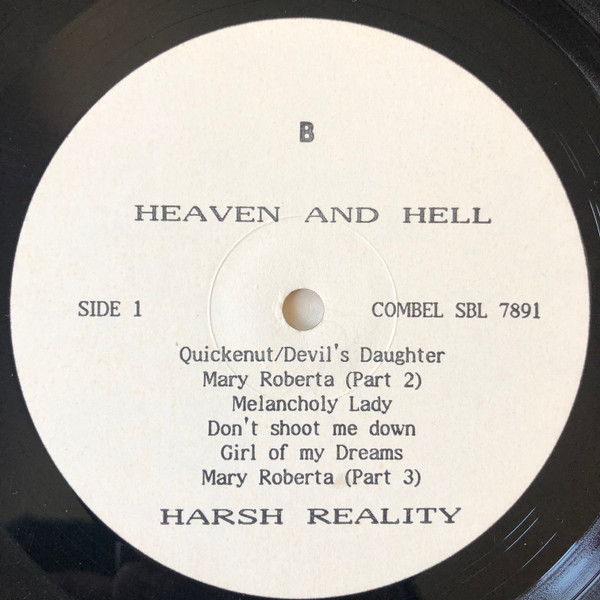 B
HEAVEN AND HELL
SIDE 1
COMBEL SBL 7891
Quickenut/Devil's Daughter
Mary Roberta (Part 2)
Melancholy Lady
Don't shoot me down
Girl of my Dreams
Mary Roberta (Part 3)
HARSH REALITY